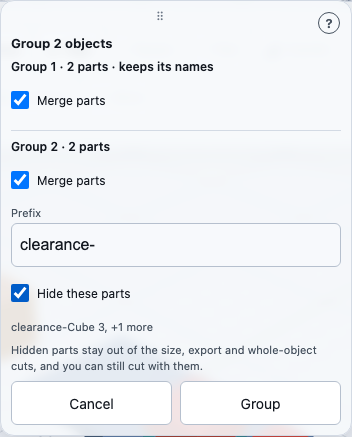 ?
Group 2 objects
Group 1 · 2 parts · keeps its names
Merge parts
Group 2 · 2 parts
Merge parts
Prefix
clearance-
Hide these parts
clearance-Cube 3, +1 more
Hidden parts stay out of the size, export and whole-object
cuts, and you can still cut with them.
Cancel
Group